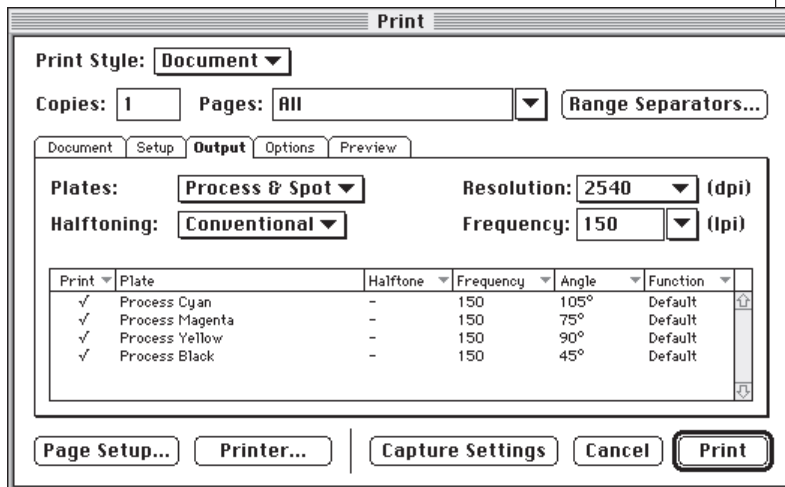 Print
Print Style: Document
Copies: 1 Pages: All Range Separators...
Document Setup Output Options Preview
Plates: Process & Spot Resolution: 2540 (dpi)
Halftoning: Conventional Frequency: 150 (lpi)
Print Plate Halftone Frequency Angle Function
√ Process Cyan - 150 105° Default
√ Process Magenta - 150 75° Default
√ Process Yellow - 150 90° Default
√ Process Black - 150 45° Default
Page Setup... Printer... Capture Settings Cancel Print